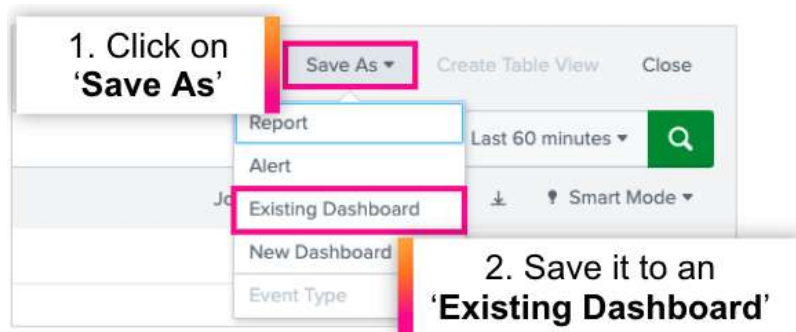 1. Click on
'Save As'
Save As ▾
Create Table View
Close
Report
Last 60 minutes ▾
Alert
Existing Dashboard
Smart Mode ▾
New Dashboard
2. Save it to an
'Existing Dashboard'
Event Type